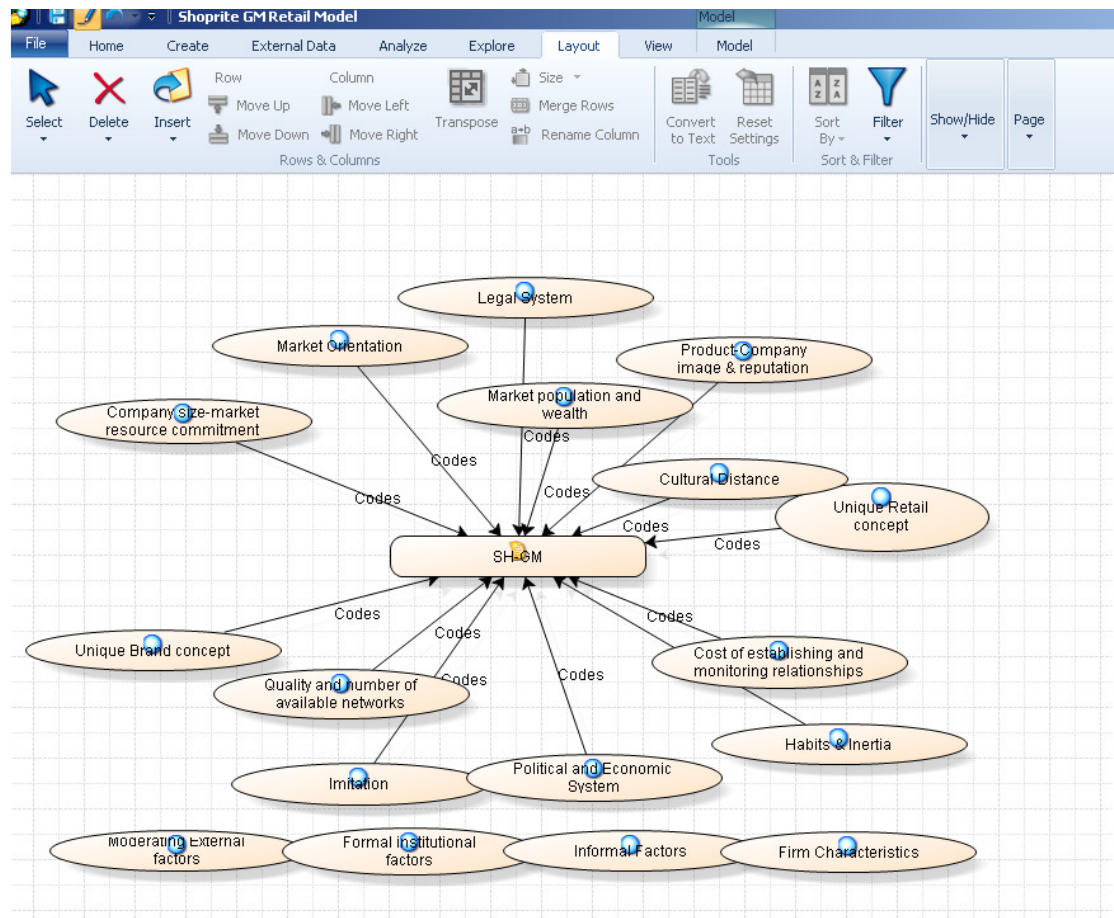 Shoprite GM Retail Model
Model
File Home Create External Data Analyze Explore Layout View Model
Select
Delete
Insert
Row
Move Up
Move Down
Column
Move Left
Move Right
Rows & Columns
Transpose
Size
Merge Rows
a+b Rename Column
Convert
to Text
Reset
Settings
Tools
A Z
Z A
Sort
By
Filter
Sort & Filter
Show/Hide
Page
Legal System
Market Orientation
Product-Company
image & reputation
Market population and
wealth
Company size-market
resource commitment
Codes
Codes
Cultural Distance
Codes
Codes
Unique Retail
concept
Codes
Codes
SH-GM
Codes
Codes
Codes
Unique Brand concept
Cost of establishing and
monitoring relationships
Quality and number of
available networks
Codes
Codes
Habits & Inertia
Imitation
Political and Economic
System
Moderating External
factors
Formal institutional
factors
Informal Factors
Firm Characteristics